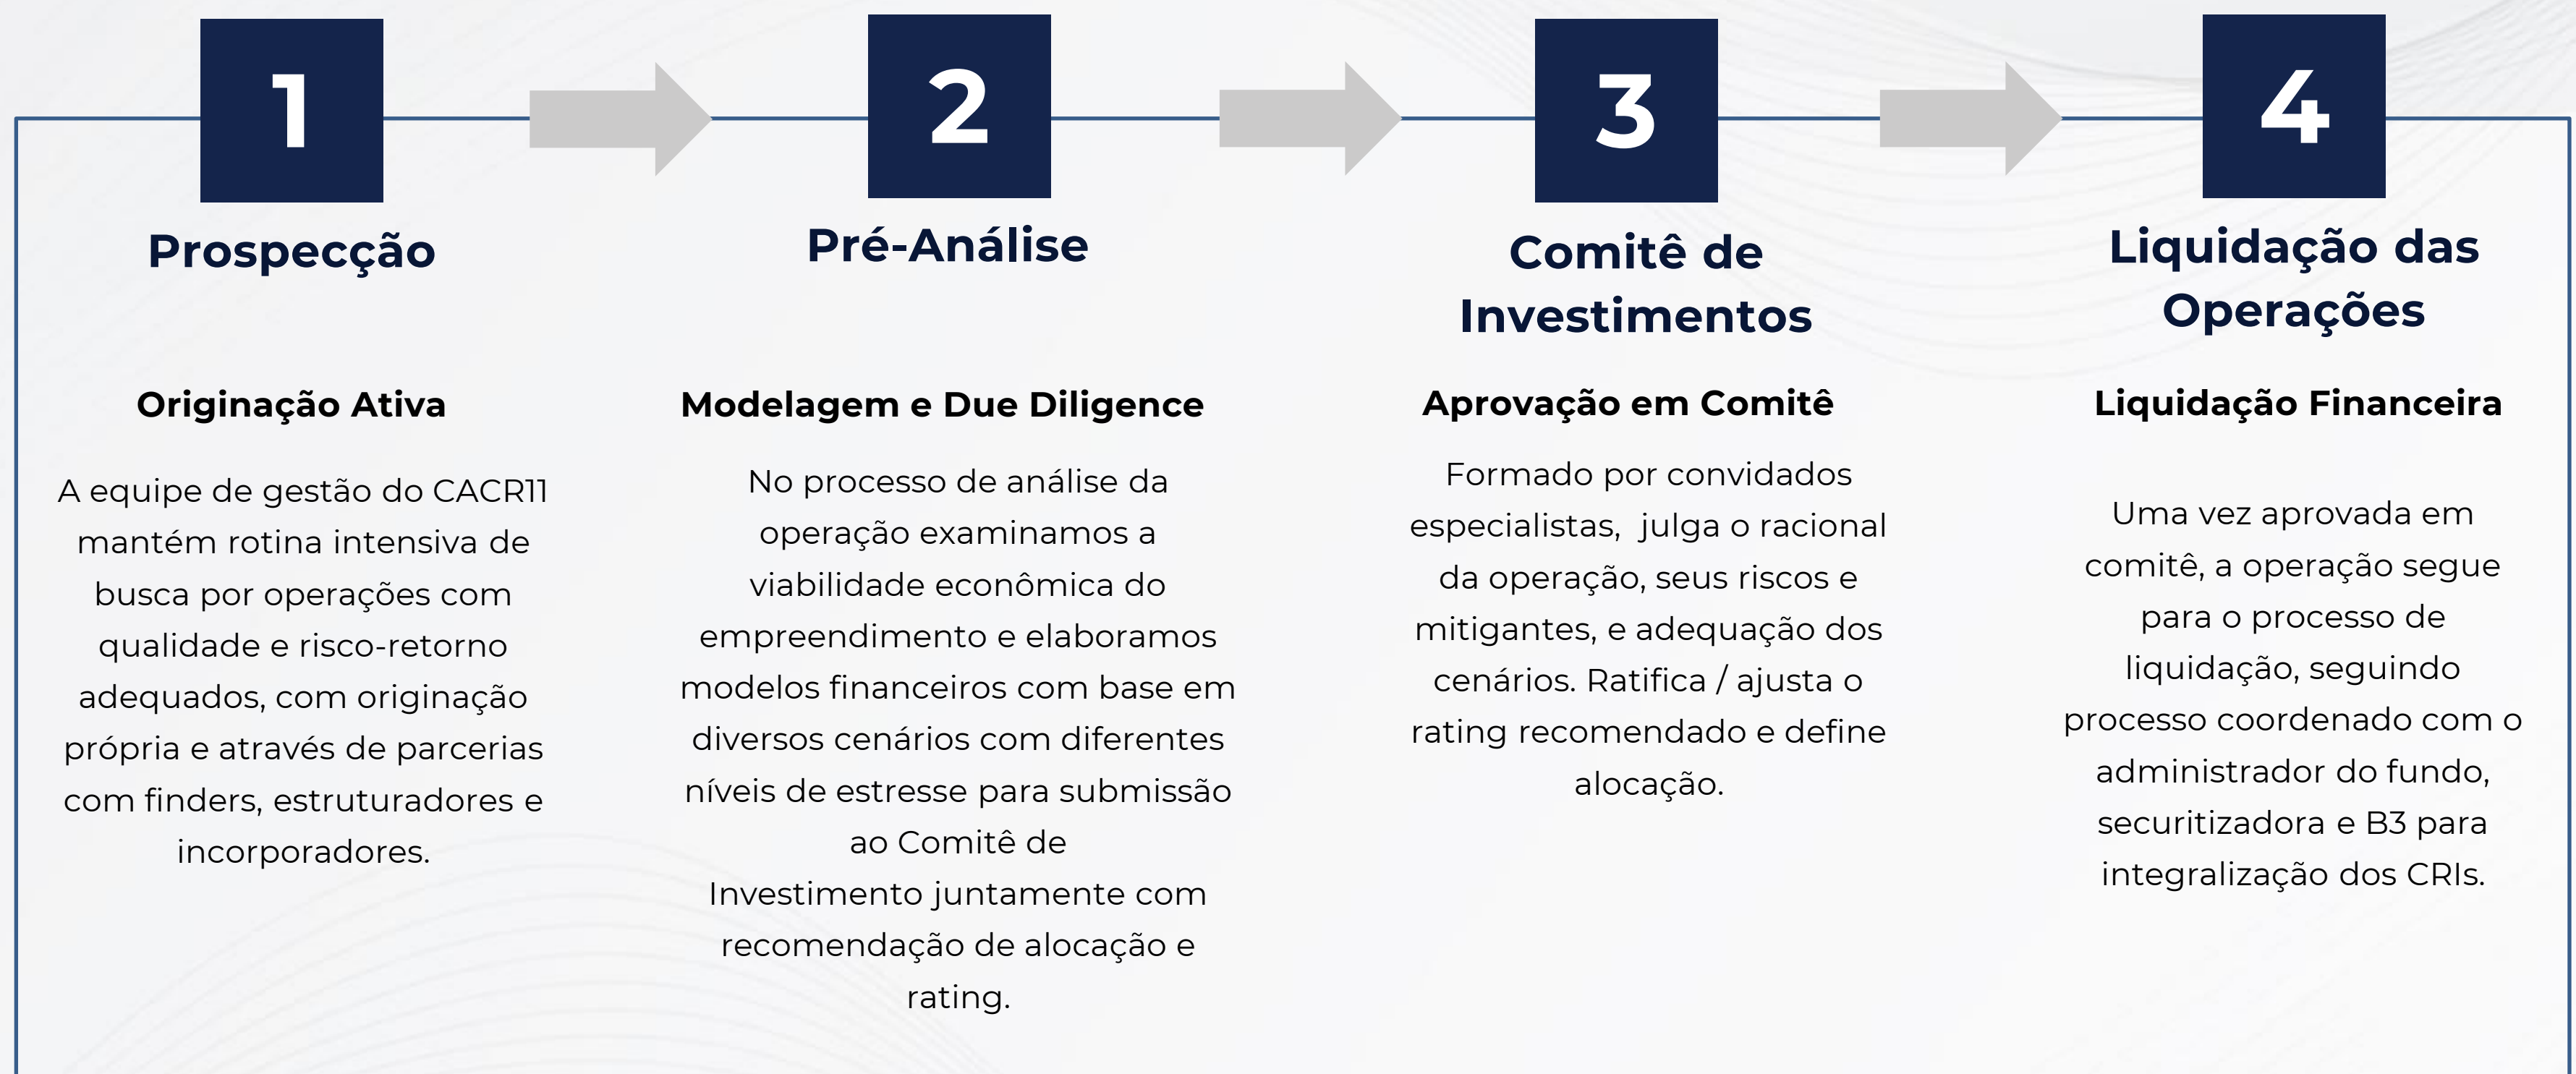 1
Prospecção
Originação Ativa
A equipe de gestão do CACR11
mantém rotina intensiva de
busca por operações com
qualidade e risco-retorno
adequados, com originação
própria e através de parcerias
com finders, estruturadores e
incorporadores.
2
Pré-Análise
Modelagem e Due Diligence
No processo de análise da
operação examinamos a
viabilidade econômica do
empreendimento e elaboramos
modelos financeiros com base em
diversos cenários com diferentes
níveis de estresse para submissão
ao Comitê de
Investimento juntamente com
recomendação de alocação e
rating.
3
Comitê de
Investimentos
Aprovação em Comitê
Formado por convidados
especialistas,  julga o racional
da operação, seus riscos e
mitigantes, e adequação dos
cenários. Ratifica / ajusta o
rating recomendado e define
alocação.
4
Liquidação das
Operações
Liquidação Financeira
Uma vez aprovada em
comitê, a operação segue
para o processo de
liquidação, seguindo
processo coordenado com o
administrador do fundo,
securitizadora e B3 para
integralização dos CRIs.